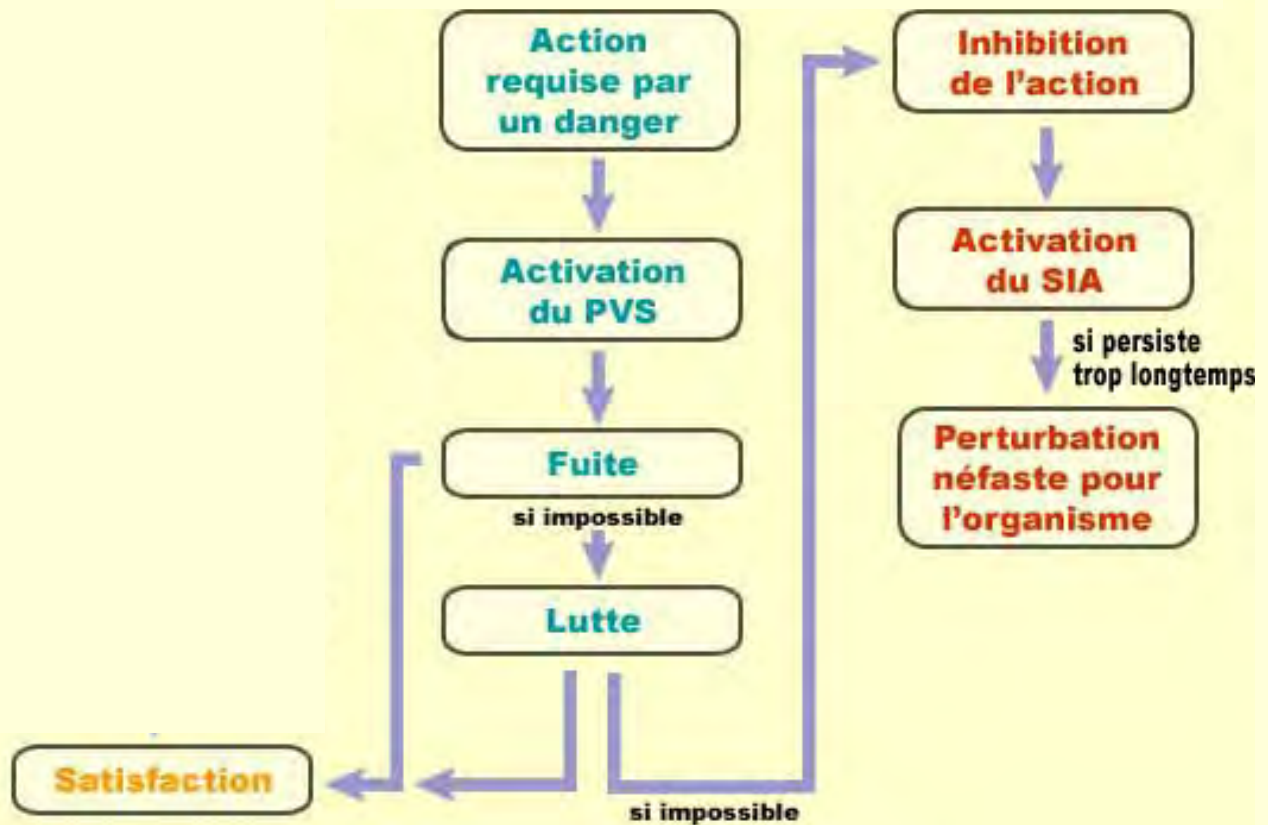 Action
requise par
un danger
Activation
du PVS
Fuite
si impossible
Lutte
Satisfaction
si impossible
Inhibition
de l'action
Activation
du SIA
si persiste
trop longtemps
Perturbation
néfaste pour
l'organisme